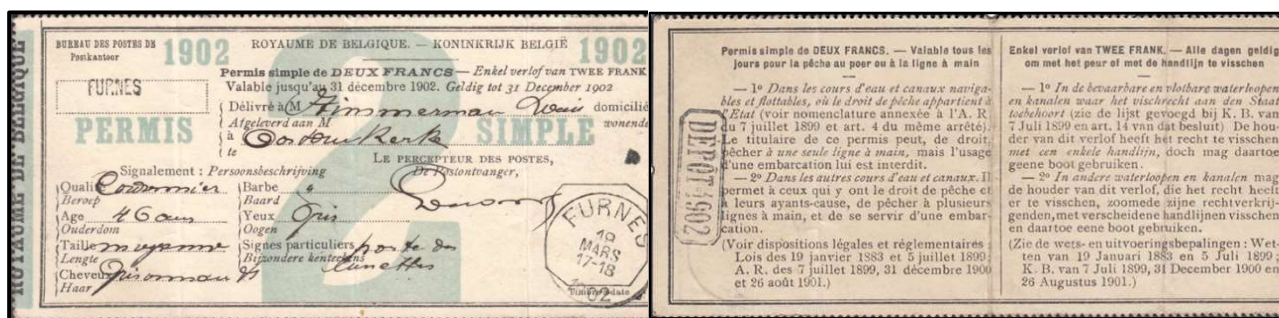 ROYAUME DE BELGIQUE
BUREAU DES POSTES DE
Postkantoor
1902
ROYAUME DE BELGIQUE. — KONINKRIJK BELGIË
1902
FURNES
Permis simple de DEUX FRANCS — Enkel verlof van TWEE FRANK
Valable jusqu'au 31 décembre 1902. Geldig tot 31 December 1902
Délivré à M Zimmerman Louis domicilié
Afgeleverd aan M wonende
PERMIS SIMPLE
2
à Oostduinkerk
te
LE PERCEPTEUR DES POSTES,
De Postontvanger,
Signalement : Persoonsbeschrijving
Qualité Cordonnier
Beroep
Barbe
Baard
Age 46 ans
Ouderdom
Yeux Gris
Oogen
Taille moyenne
Lengte
Signes particuliers porte des
Bijzondere kenteekens lunettes
Cheveux grisonnants
Haar
Timbre à date
FURNES
19
MARS
17-18
1902
Permis simple de DEUX FRANCS. — Valable tous les
jours pour la pêche au peer ou à la ligne à main
— 1° Dans les cours d'eau et canaux naviga-
bles et flottables, où le droit de pêche appartient à
l'Etat (voir nomenclature annexée à l'A. R.
du 7 juillet 1899 et art. 4 du même arrêté).
Le titulaire de ce permis peut, de droit,
pêcher à une seule ligne à main, mais l'usage
d'une embarcation lui est interdit.
— 2° Dans les autres cours d'eau et canaux. Il
permet à ceux qui y ont le droit de pêche et
à leurs ayants-cause, de pêcher à plusieurs
lignes à main, et de se servir d'une embar-
cation.
(Voir dispositions légales et réglementaires :
Lois des 19 janvier 1883 et 5 juillet 1899;
A. R. des 7 juillet 1899, 31 décembre 1900
et 26 août 1901.)
DEPOT 1902
Enkel verlof van TWEE FRANK. — Alle dagen geldig
om met het peur of met de handlijn te visschen
— 1° In de bevaarbare en vlotbare waterloopen
en kanalen waar het vischrecht aan den Staat
toebehoort (zie de lijst gevoegd bij K. B. van
7 Juli 1899 en art. 14 van dat besluit). De hou-
der van dit verlof heeft het recht te visschen
met een enkele handlijn, doch mag daartoe
geene boot gebruiken.
— 2° In andere waterloopen en kanalen mag
de houder van dit verlof, die het recht heeft
er te visschen, zoomede zijne rechtverkrij-
genden, met verscheidene handlijnen visschen
en daartoe eene boot gebruiken.
(Zie de wets- en uitvoeringsbepalingen : Wet-
ten van 19 Januari 1883 en 5 Juli 1899;
K. B. van 7 Juli 1899, 31 December 1900 en
26 Augustus 1901.)